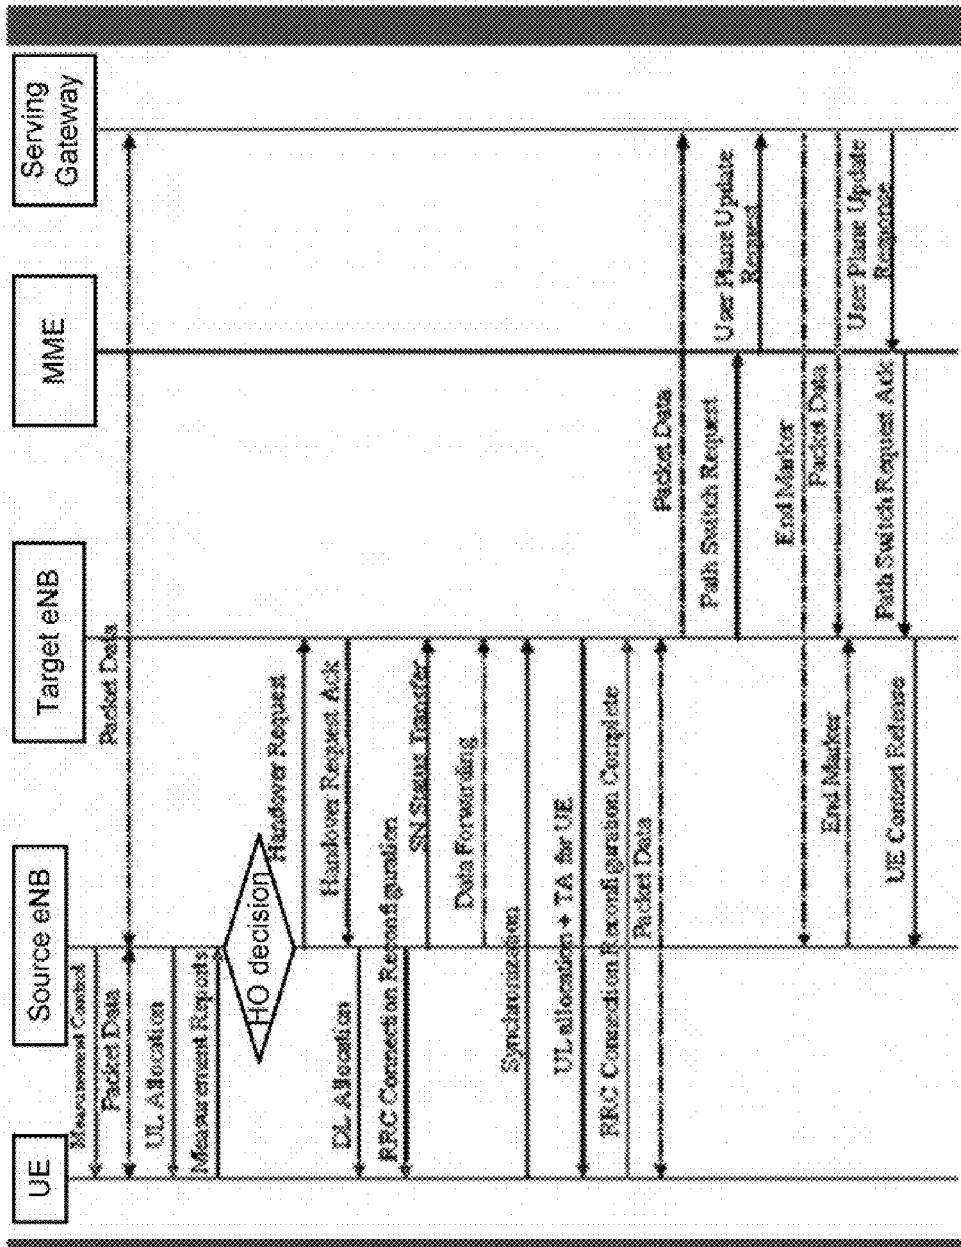 UE
Source eNB
Target eNB
MME
Serving
Gateway
Measurement Control
Packet Data
Packet Data
UL Allocation
Measurement Reports
HO decision
Handover Request
Handover Request Ack
DL Allocation
RRC Connection Reconfiguration
SN Status Transfer
Data Forwarding
Synchronization
UL allocation + TA for UE
RRC Connection Reconfiguration Complete
Packet Data
Packet Data
Path Switch Request
User Plane Update
Request
End Marker
Packet Data
End Marker
User Plane Update
Response
Path Switch Request Ack
UE Context Release